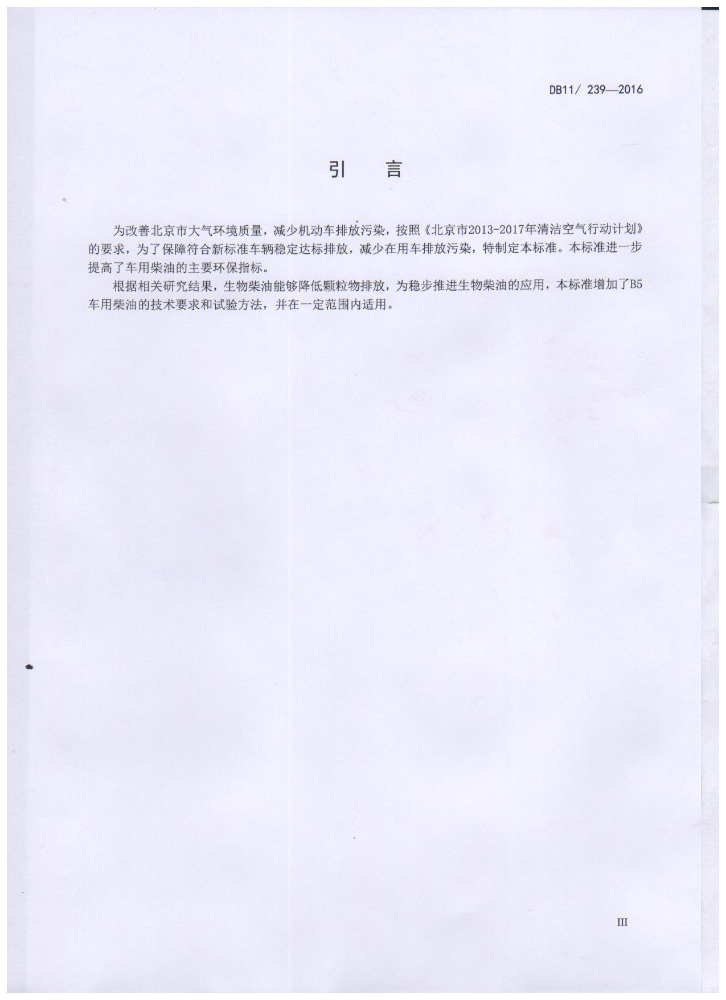 DB11/ 239—2016
引 言
为改善北京市大气环境质量，减少机动车排放污染，按照《北京市2013-2017年清洁空气行动计划》
的要求，为了保障符合新标准车辆稳定达标排放，减少在用车排放污染，特制定本标准。本标准进一步
提高了车用柴油的主要环保指标。
根据相关研究结果，生物柴油能够降低颗粒物排放，为稳步推进生物柴油的应用，本标准增加了B5
车用柴油的技术要求和试验方法，并在一定范围内适用。
III